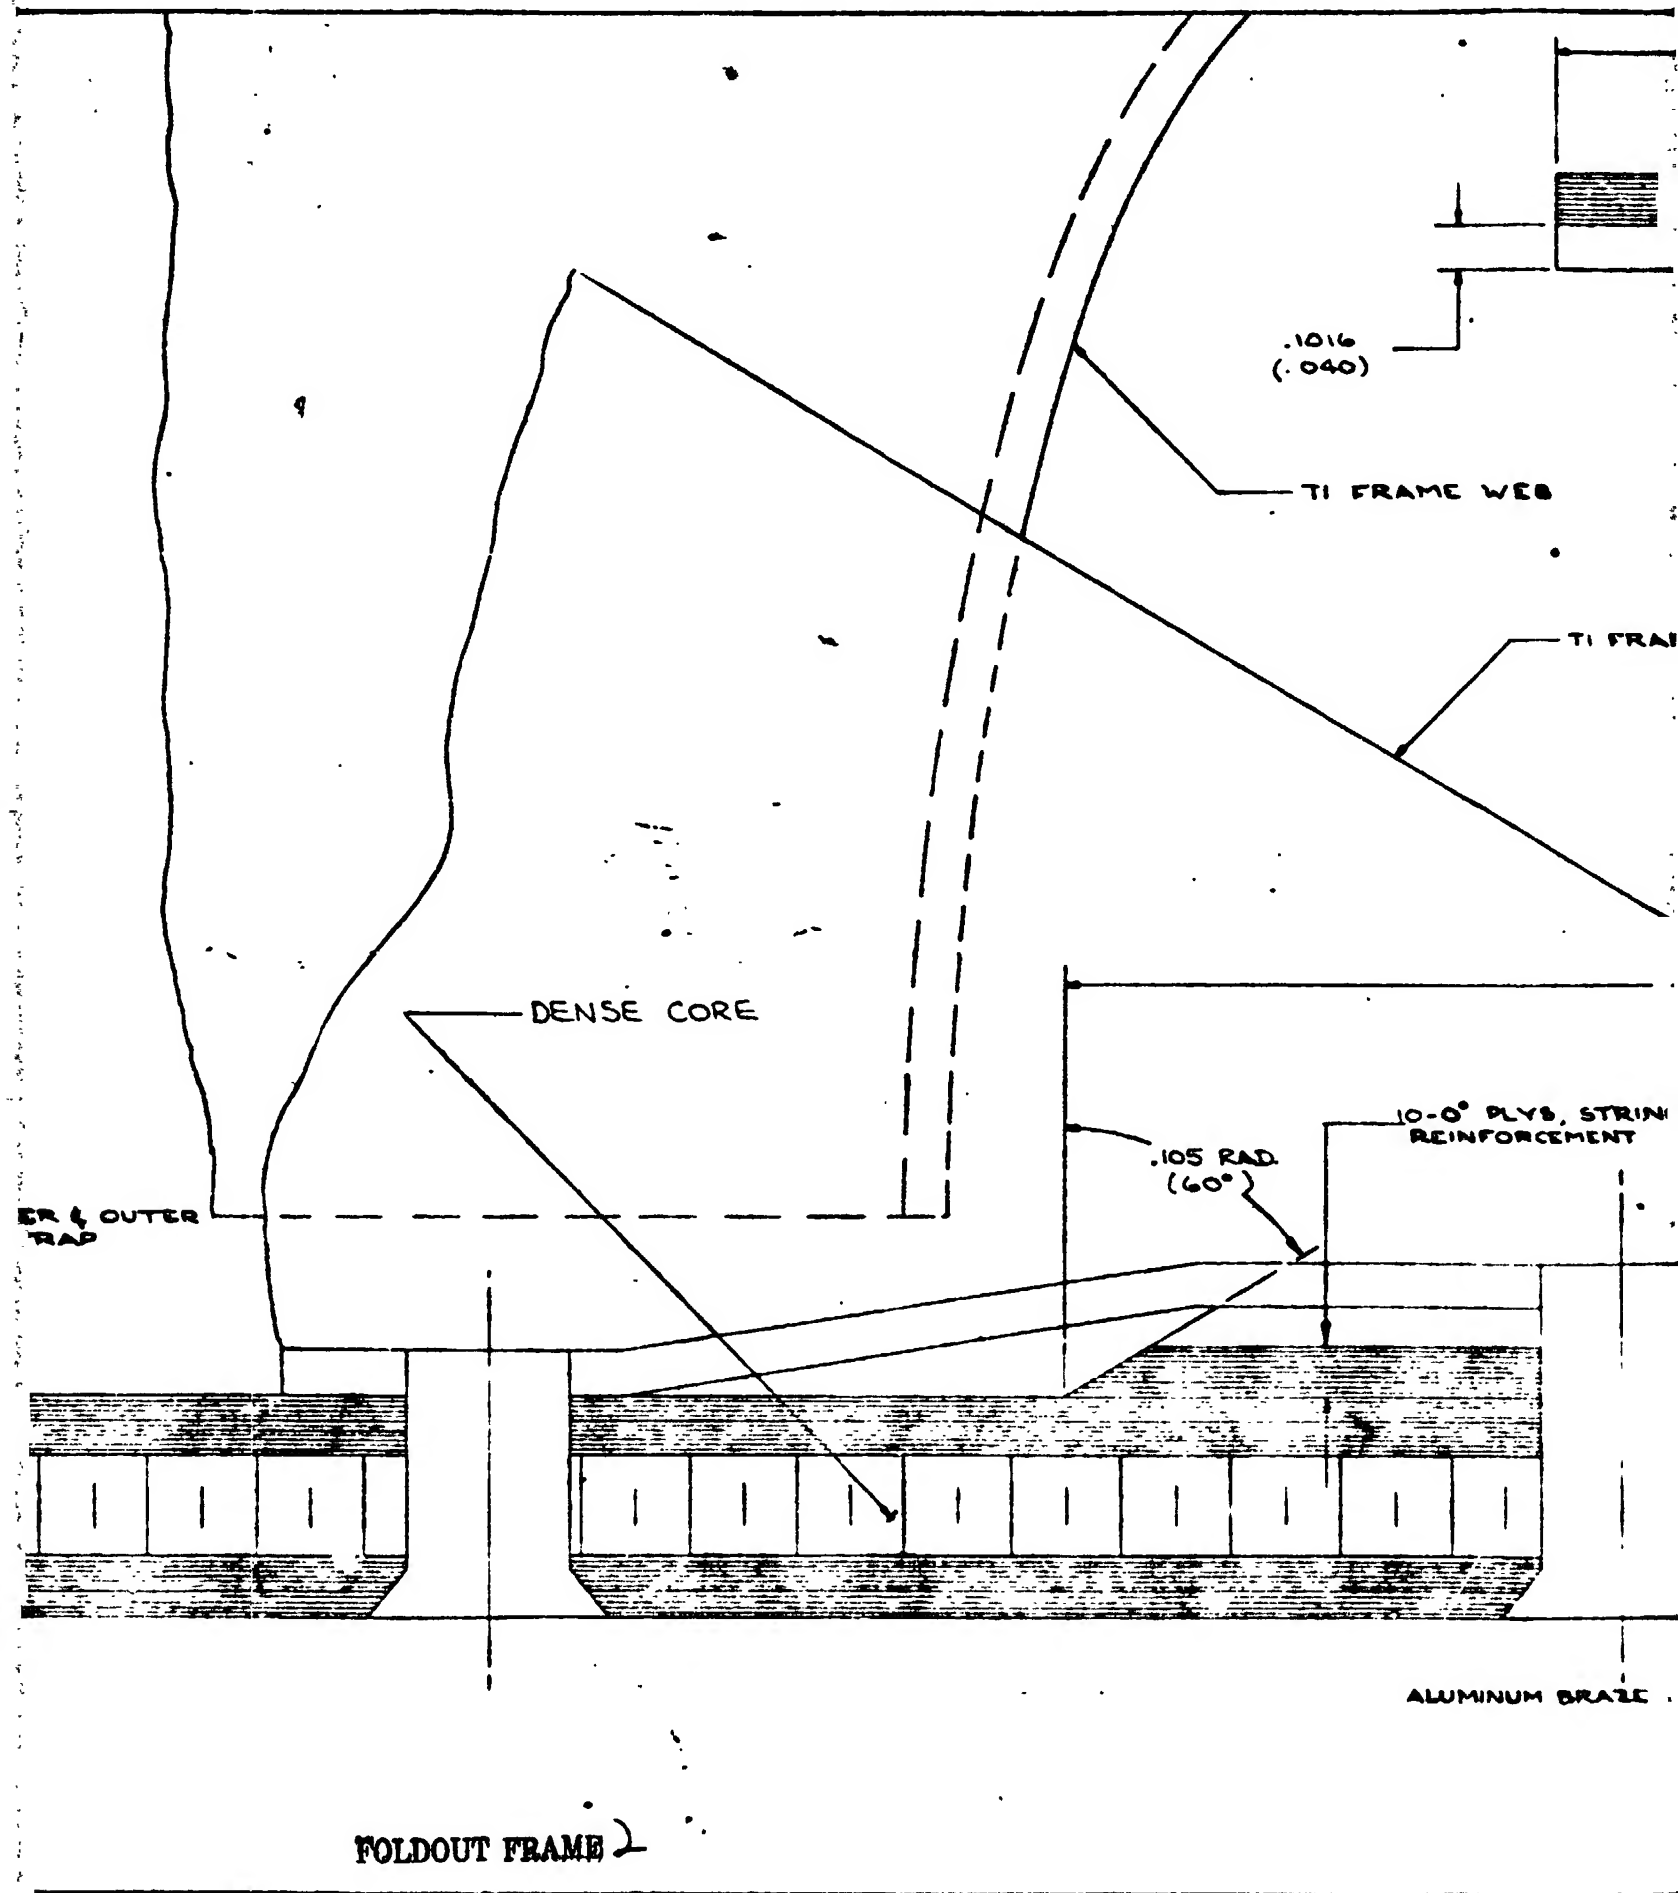 .1016
(.040)
TI FRAME WEB
TI FRA
DENSE CORE
10-0° PLYS, STRIN
REINFORCEMENT
.105 RAD.
(60°)
ER & OUTER
TRAP
ALUMINUM BRAZE
FOLDOUT FRAME 2